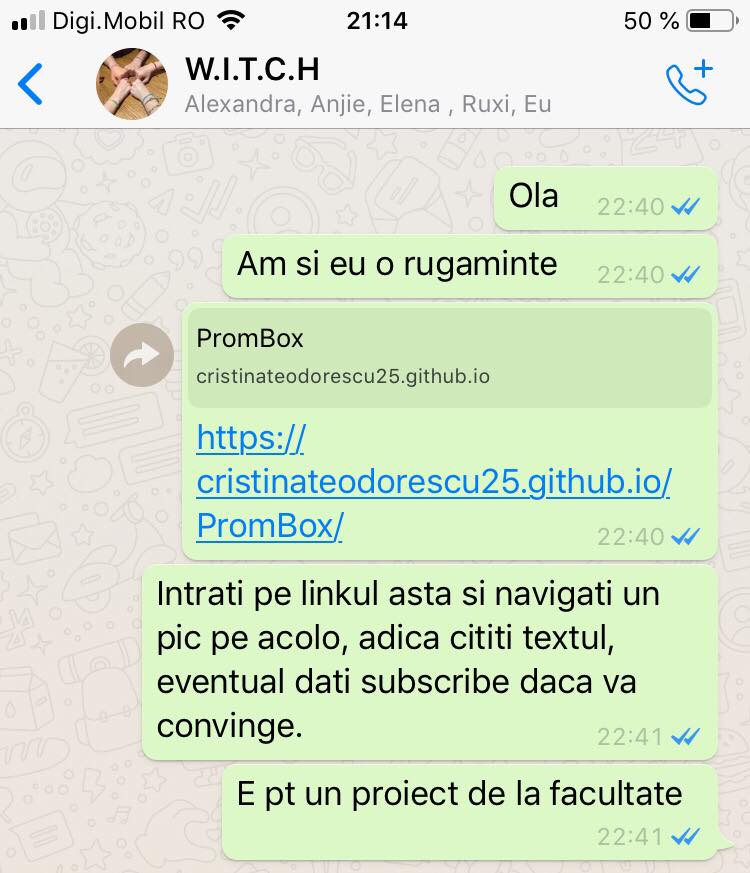 Digi.Mobil RO 21:14 50 %
W.I.T.C.H
Alexandra, Anjie, Elena , Ruxi, Eu
Ola 22:40
Am si eu o rugaminte 22:40
PromBox
cristinateodorescu25.github.io
https://
cristinateodorescu25.github.io/
PromBox/ 22:40
Intrati pe linkul asta si navigati un
pic pe acolo, adica cititi textul,
eventual dati subscribe daca va
convinge. 22:41
E pt un proiect de la facultate
22:41